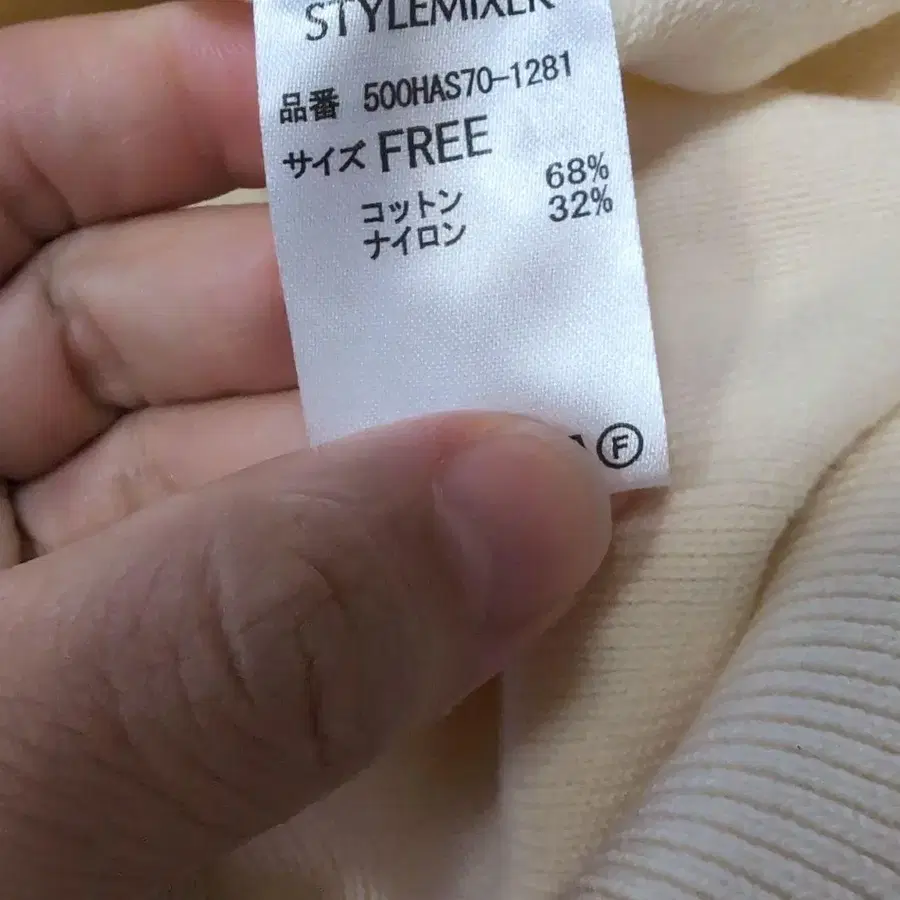 STYLEMIXER
品番 500HAS70-1281
サイズ FREE
コットン 68%
ナイロン 32%
F